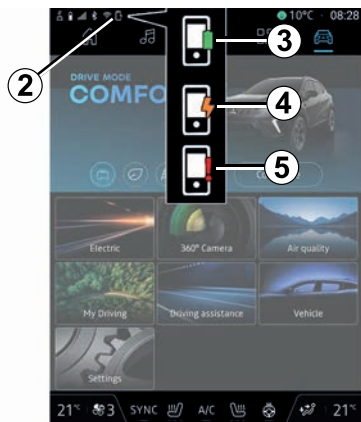 10°C 08:28
3
2
DRIVE MODE
COMFO
4
5
Electric
360° Camera
Air quality
My Driving
Driving assistance
Vehicle
Settings
21°c 3 SYNC A/C 21°c